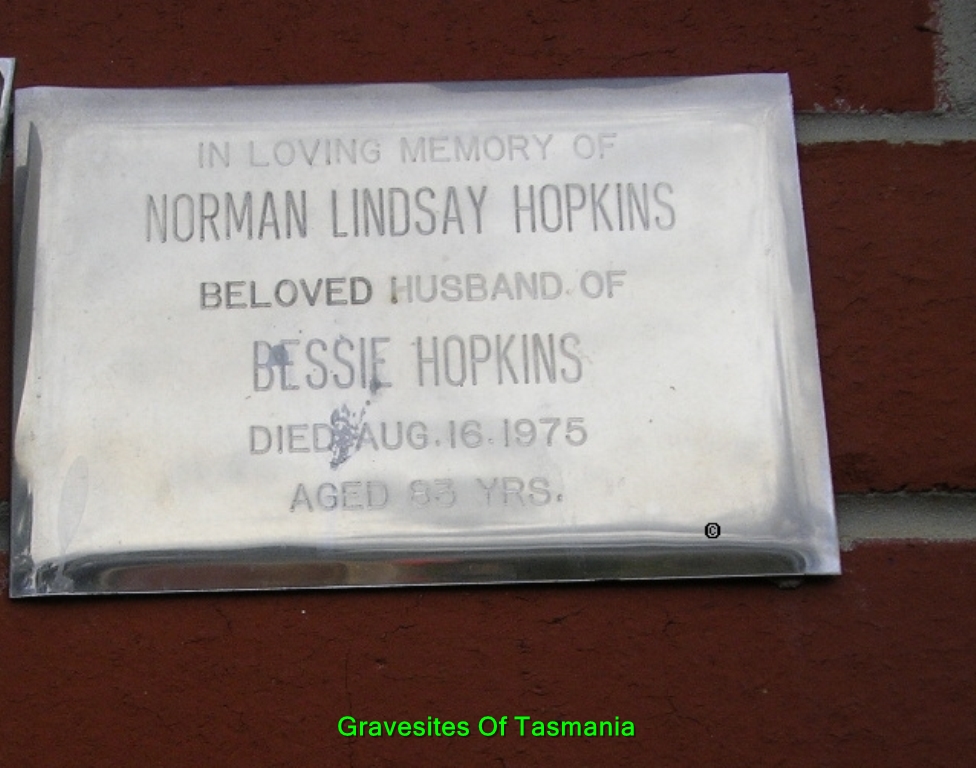 IN LOVING MEMORY OF
NORMAN LINDSAY HOPKINS
BELOVED HUSBAND OF
BESSIE HOPKINS
DIED AUG.16.1975
AGED 83 YRS.
©
Gravesites Of Tasmania